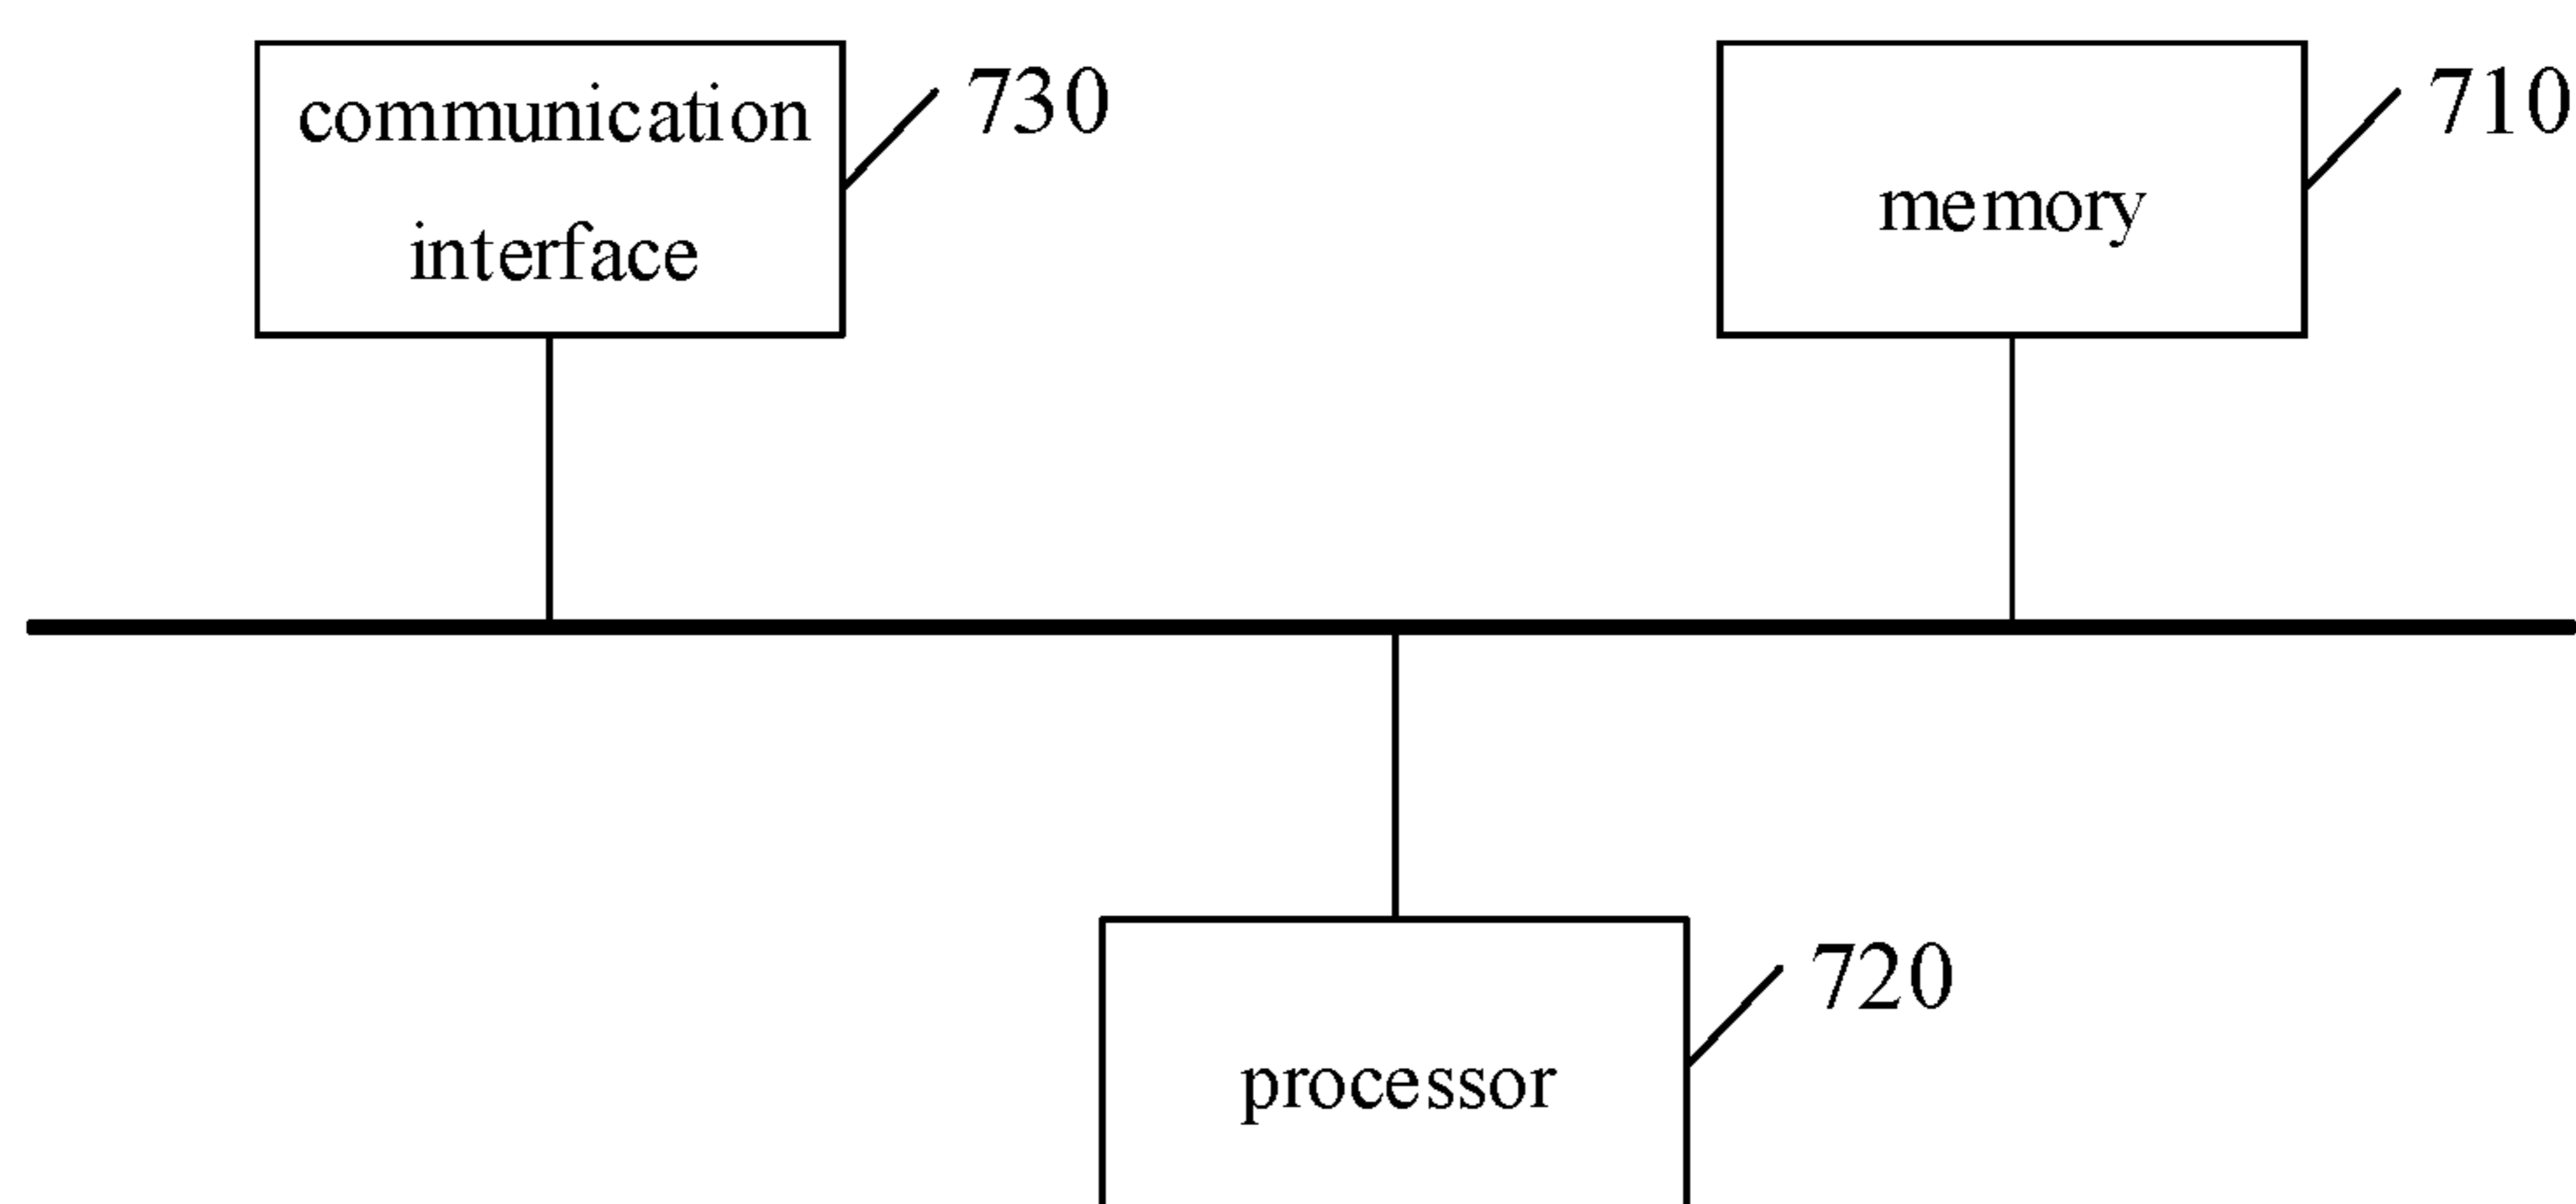 communication
interface
730
memory
710
processor
720